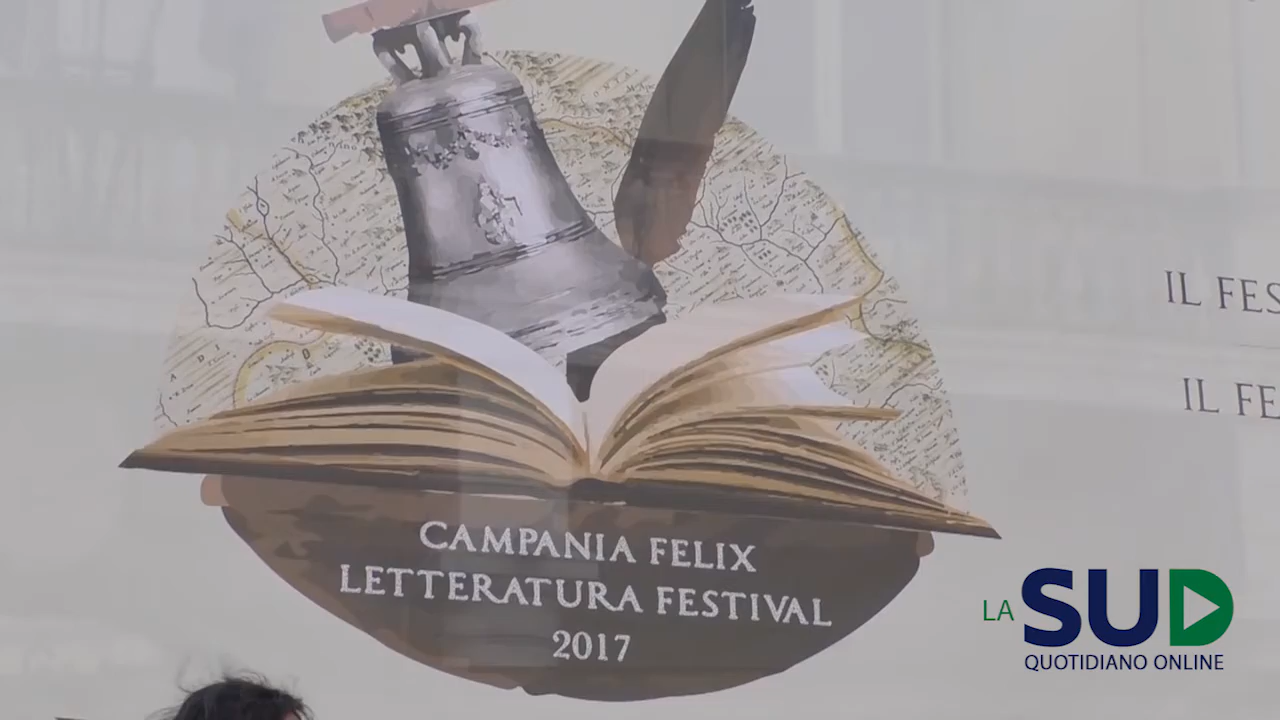 CAMPANIA FELIX
LETTERATURA FESTIVAL
2017
IL FES
IL FE
LA SUD
QUOTIDIANO ONLINE